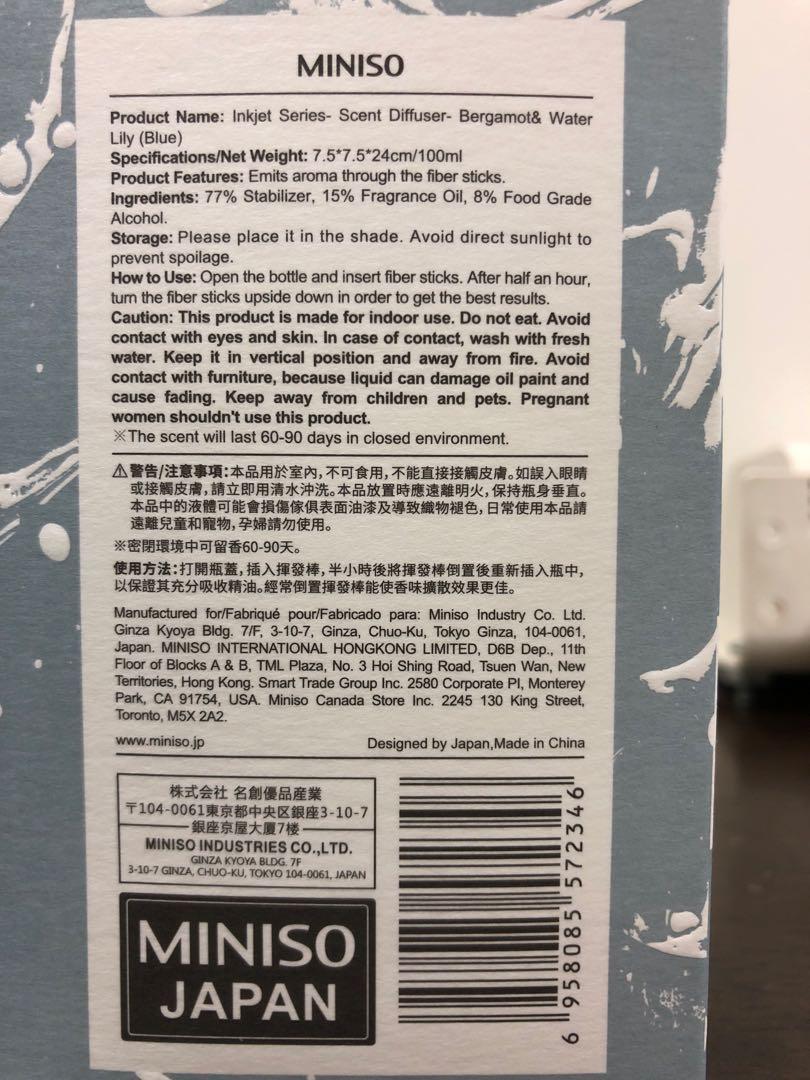 MINISO
Product Name: Inkjet Series- Scent Diffuser- Bergamot& Water
Lily (Blue)
Specifications/Net Weight: 7.5*7.5*24cm/100ml
Product Features: Emits aroma through the fiber sticks.
Ingredients: 77% Stabilizer, 15% Fragrance Oil, 8% Food Grade
Alcohol.
Storage: Please place it in the shade. Avoid direct sunlight to
prevent spoilage.
How to Use: Open the bottle and insert fiber sticks. After half an hour,
turn the fiber sticks upside down in order to get the best results.
Caution: This product is made for indoor use. Do not eat. Avoid
contact with eyes and skin. In case of contact, wash with fresh
water. Keep it in vertical position and away from fire. Avoid
contact with furniture, because liquid can damage oil paint and
cause fading. Keep away from children and pets. Pregnant
women shouldn't use this product.
※The scent will last 60-90 days in closed environment.
⚠警告/注意事項:本品用於室內,不可食用,不能直接接觸皮膚。如誤入眼睛
或接觸皮膚,請立即用清水沖洗。本品放置時應遠離明火,保持瓶身垂直。
本品中的液體可能會損傷傢俱表面油漆及導致織物褪色,日常使用本品請
遠離兒童和寵物,孕婦請勿使用。
※密閉環境中可留香60-90天。
使用方法:打開瓶蓋,插入揮發棒,半小時後將揮發棒倒置後重新插入瓶中,
以保證其充分吸收精油。經常倒置揮發棒能使香味擴散效果更佳。
Manufactured for/Fabriqué pour/Fabricado para: Miniso Industry Co. Ltd.
Ginza Kyoya Bldg. 7/F, 3-10-7, Ginza, Chuo-Ku, Tokyo Ginza, 104-0061,
Japan. MINISO INTERNATIONAL HONGKONG LIMITED, D6B Dep., 11th
Floor of Blocks A & B, TML Plaza, No. 3 Hoi Shing Road, Tsuen Wan, New
Territories, Hong Kong. Smart Trade Group Inc. 2580 Corporate Pl, Monterey
Park, CA 91754, USA. Miniso Canada Store Inc. 2245 130 King Street,
Toronto, M5X 2A2.
www.miniso.jp Designed by Japan,Made in China
株式会社 名創優品産業
〒104-0061東京都中央区銀座3-10-7
銀座京屋大厦7楼
MINISO INDUSTRIES CO.,LTD.
GINZA KYOYA BLDG. 7F
3-10-7 GINZA, CHUO-KU, TOKYO 104-0061, JAPAN
MINISO
JAPAN
6 958085 572346